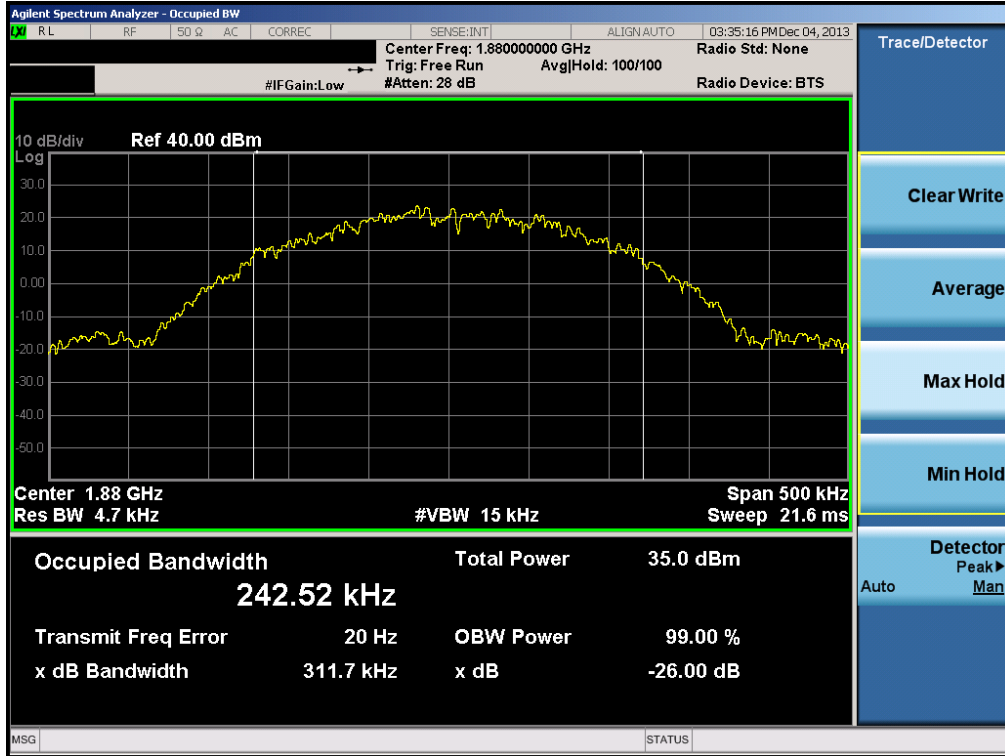 Agilent Spectrum Analyzer - Occupied BW
LXI RL RF 50 Ω AC CORREC SENSE:INT ALIGN AUTO 03:35:16 PM Dec 04, 2013
Center Freq: 1.880000000 GHz Radio Std: None
Trig: Free Run Avg|Hold: 100/100
#IFGain:Low #Atten: 28 dB Radio Device: BTS
10 dB/div Ref 40.00 dBm
Log
30.0
20.0
10.0
0.00
-10.0
-20.0
-30.0
-40.0
-50.0
Center 1.88 GHz Span 500 kHz
Res BW 4.7 kHz #VBW 15 kHz Sweep 21.6 ms
Occupied Bandwidth Total Power 35.0 dBm
242.52 kHz
Transmit Freq Error 20 Hz OBW Power 99.00 %
x dB Bandwidth 311.7 kHz x dB -26.00 dB
MSG STATUS
Trace/Detector
Clear Write
Average
Max Hold
Min Hold
Detector
Peak▶
Auto Man